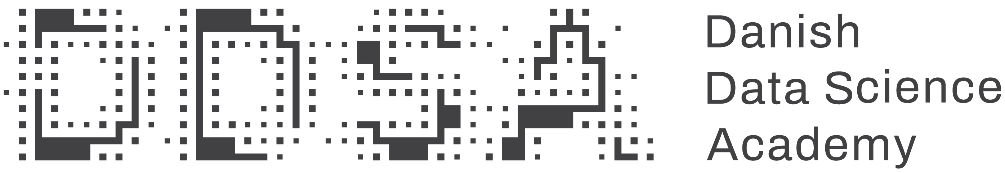 DDSA
Danish
Data Science
Academy